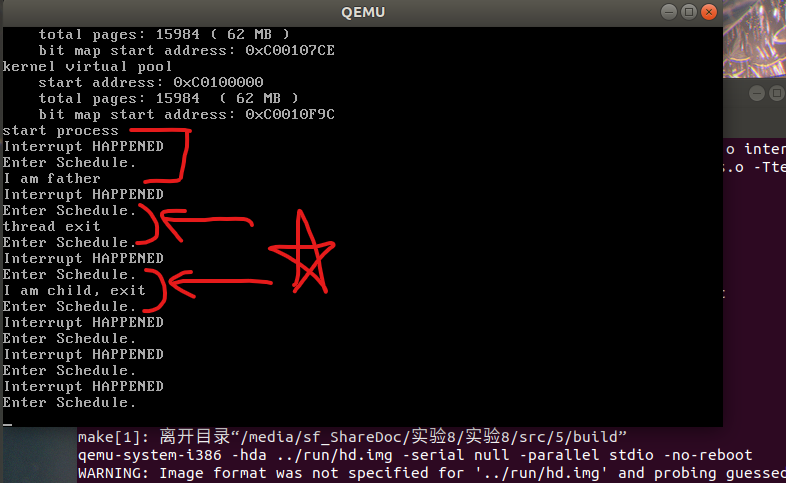 QEMU
total pages: 15984 ( 62 MB )
bit map start address: 0xC00107CE
kernel virtual pool
start address: 0xC0100000
total pages: 15984  ( 62 MB )
bit map start address: 0xC0010F9C
start process
Interrupt HAPPENED
Enter Schedule.
I am father
Interrupt HAPPENED
Enter Schedule.
thread exit
Enter Schedule.
Interrupt HAPPENED
Enter Schedule.
I am child, exit
Enter Schedule.
Interrupt HAPPENED
Enter Schedule.
Interrupt HAPPENED
Enter Schedule.
Interrupt HAPPENED
Enter Schedule.
_
o inter
s.o -Tte
make[1]: 离开目录“/media/sf_ShareDoc/实验8/实验8/src/5/build”
qemu-system-i386 -hda ../run/hd.img -serial null -parallel stdio -no-reboot
WARNING: Image format was not specified for '../run/hd.img' and probing guessed